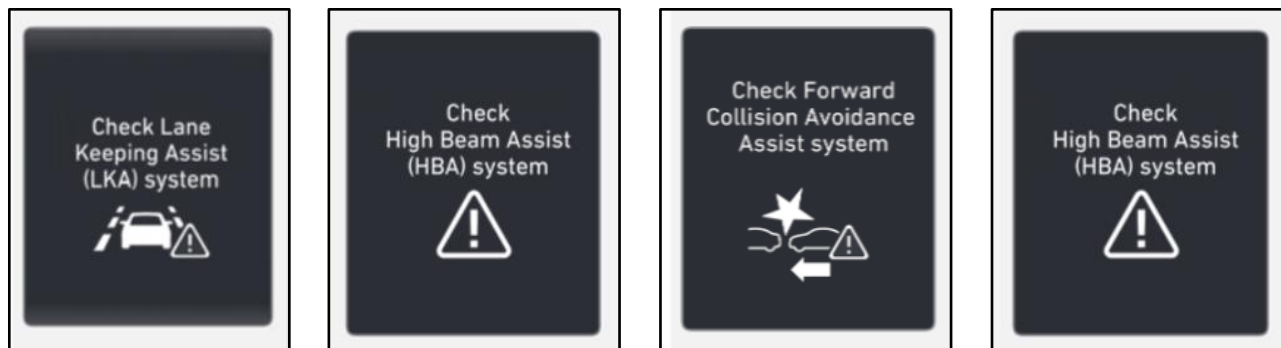 Check Lane
Keeping Assist
(LKA) system
Check
High Beam Assist
(HBA) system
Check Forward
Collision Avoidance
Assist system
Check
High Beam Assist
(HBA) system